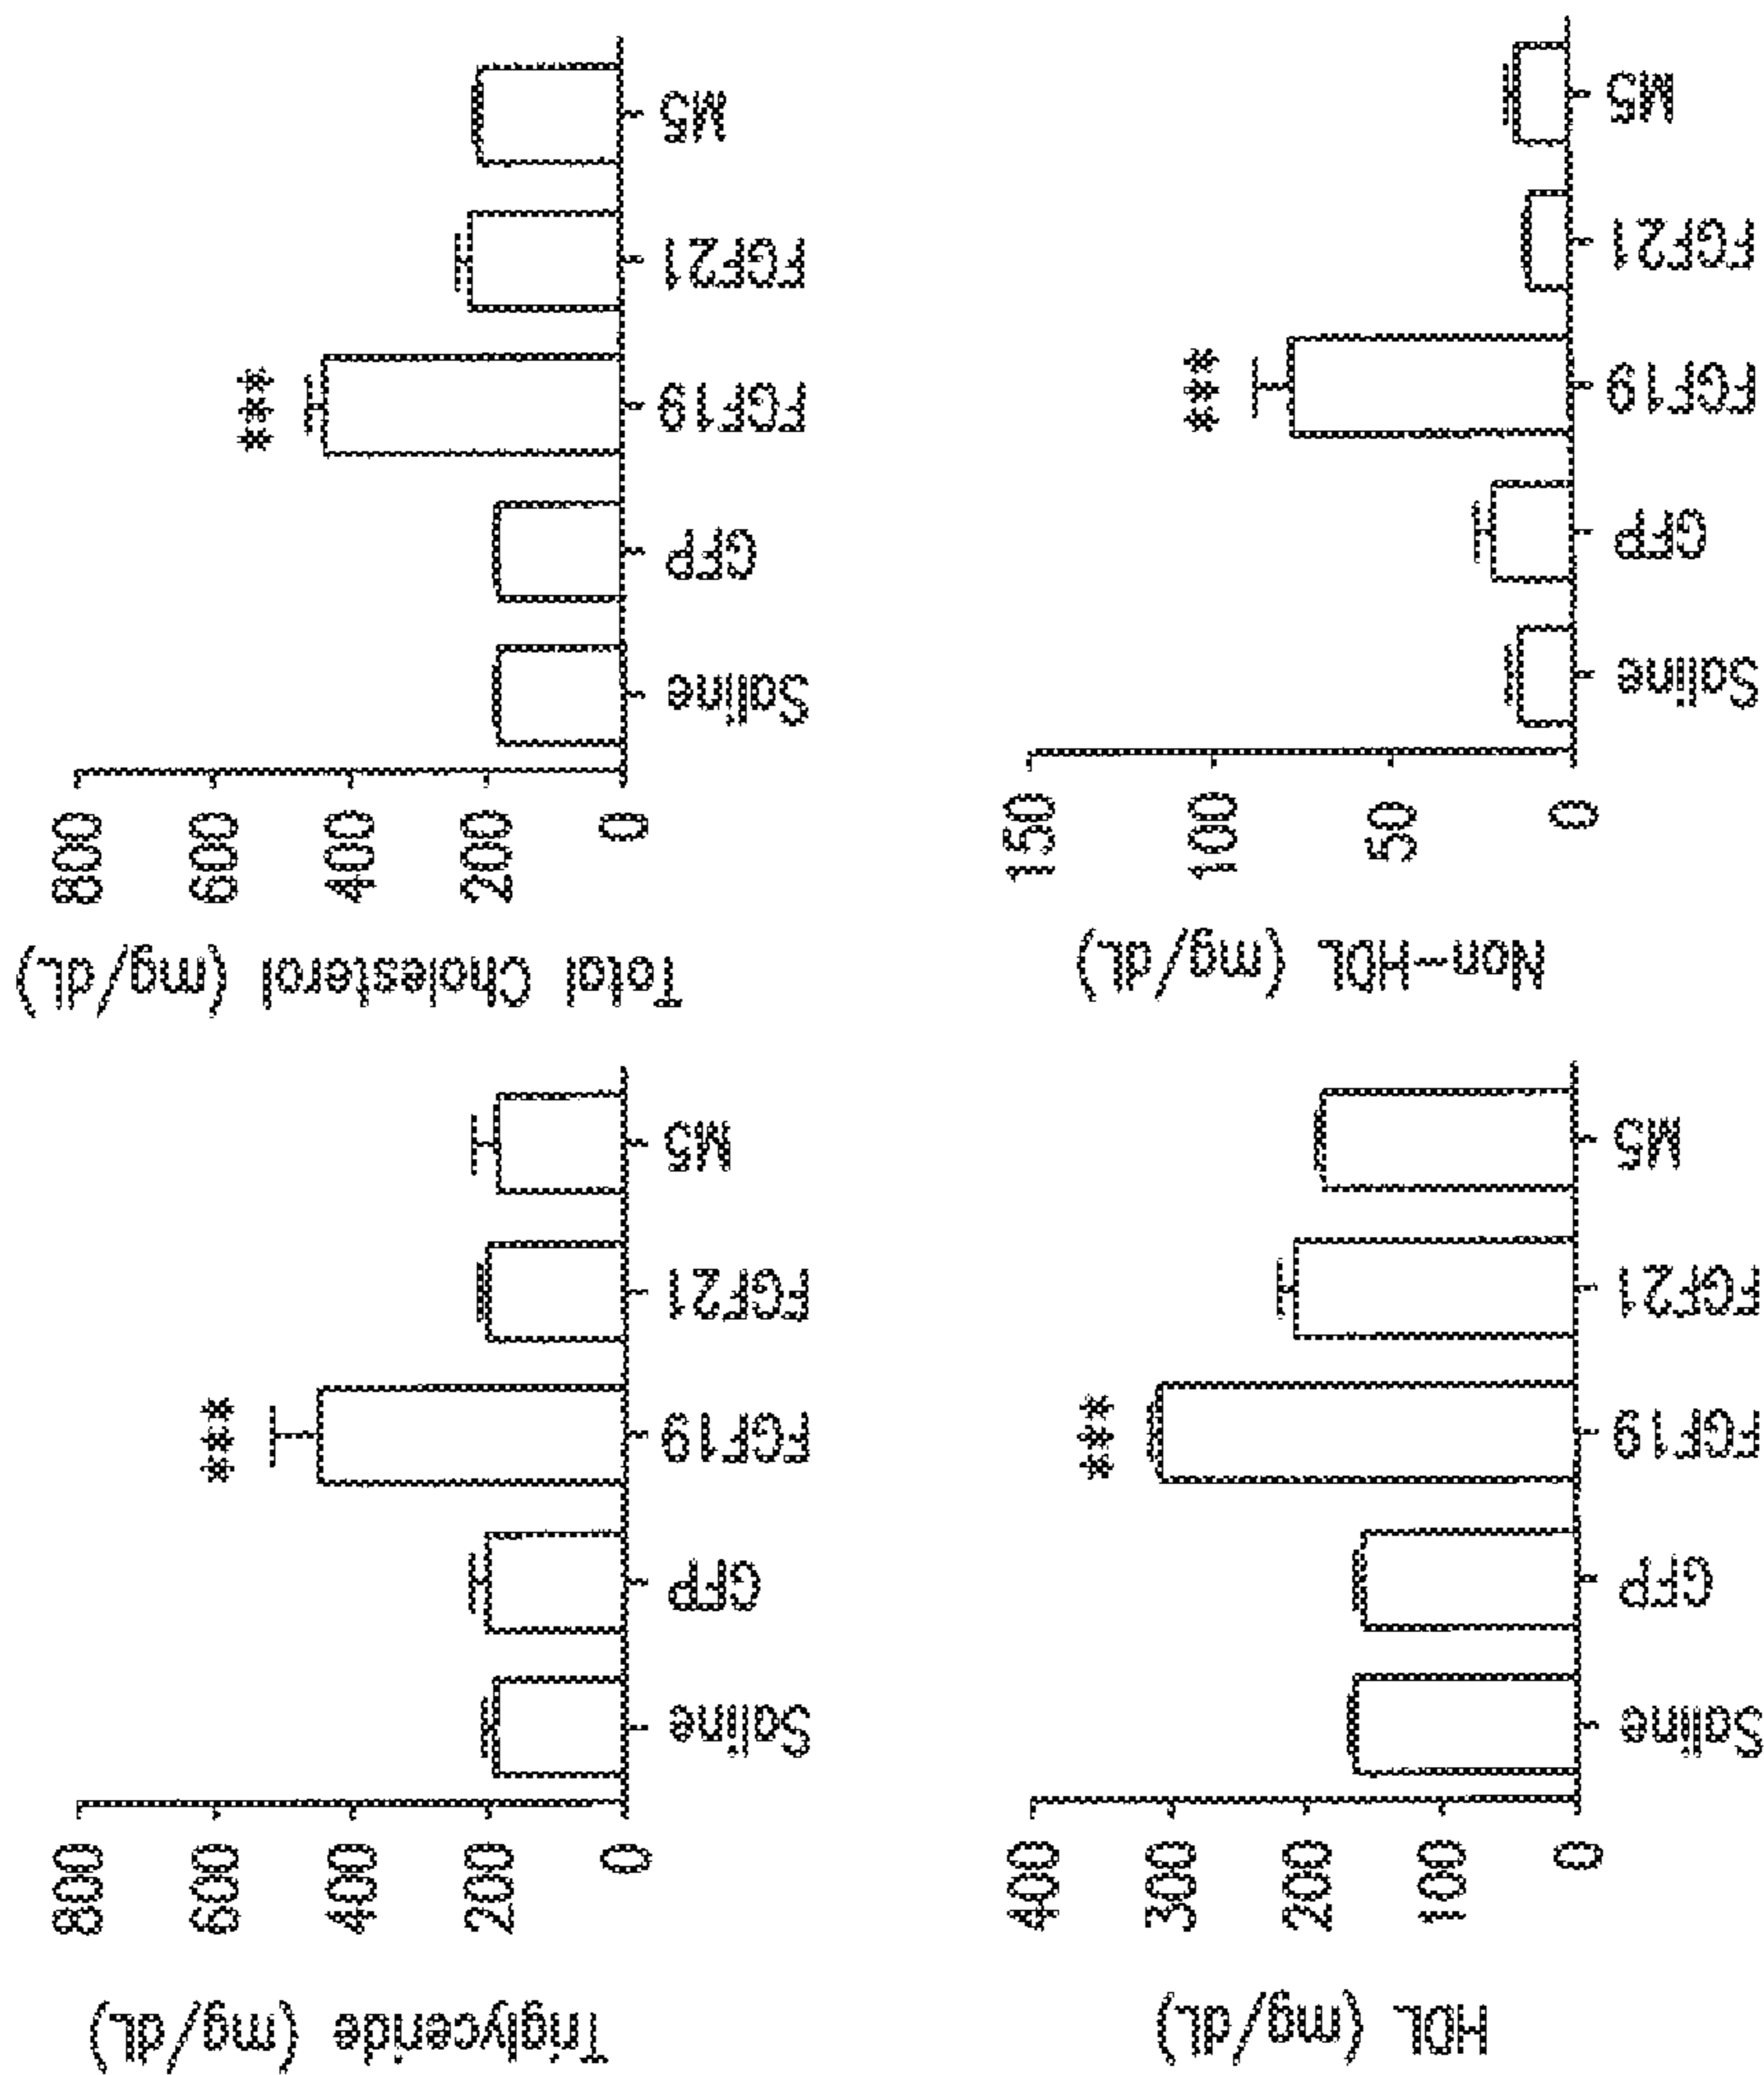 Triglyceride (mg/dL)
800
600
400
200
0
***
Saline
GFP
FGF19
FGF21
M5
Total Cholesterol (mg/dL)
800
600
400
200
0
***
Saline
GFP
FGF19
FGF21
M5
HDL (mg/dL)
400
300
200
100
0
***
Saline
GFP
FGF19
FGF21
M5
Non-HDL (mg/dL)
150
100
50
0
***
Saline
GFP
FGF19
FGF21
M5